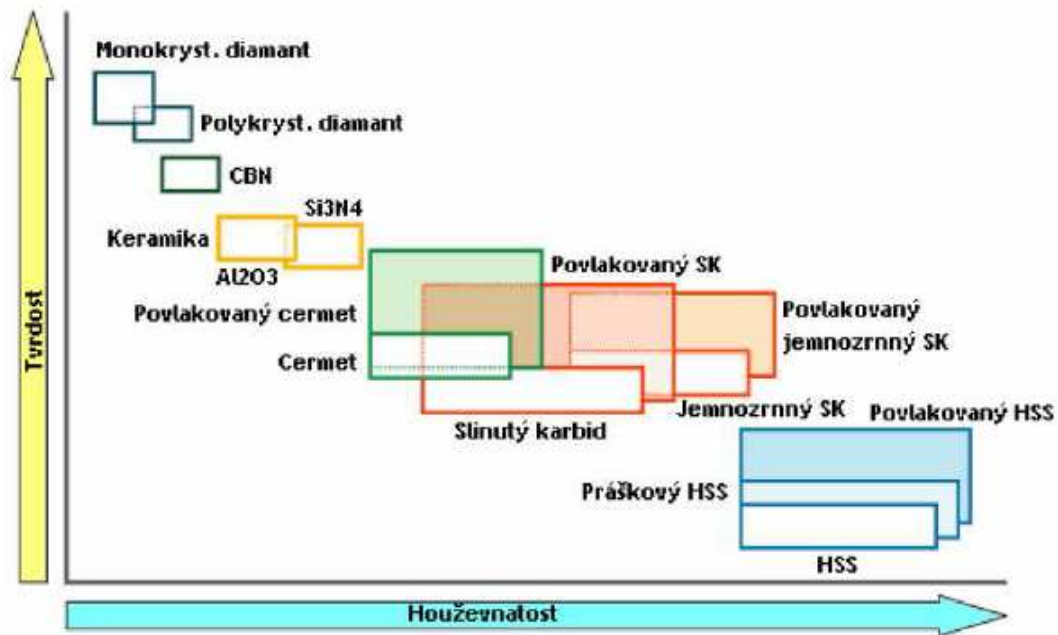 Monokryst. diamant
Polykryst. diamant
CBN
Si3N4
Keramika
Al2O3
Povlakovaný SK
Povlakovaný cermet
Povlakovaný
jemnozrnný SK
Cermet
Jemnozrnný SK
Povlakovaný HSS
Slinutý karbid
Práškový HSS
HSS
Tvrdost
Houževnatost